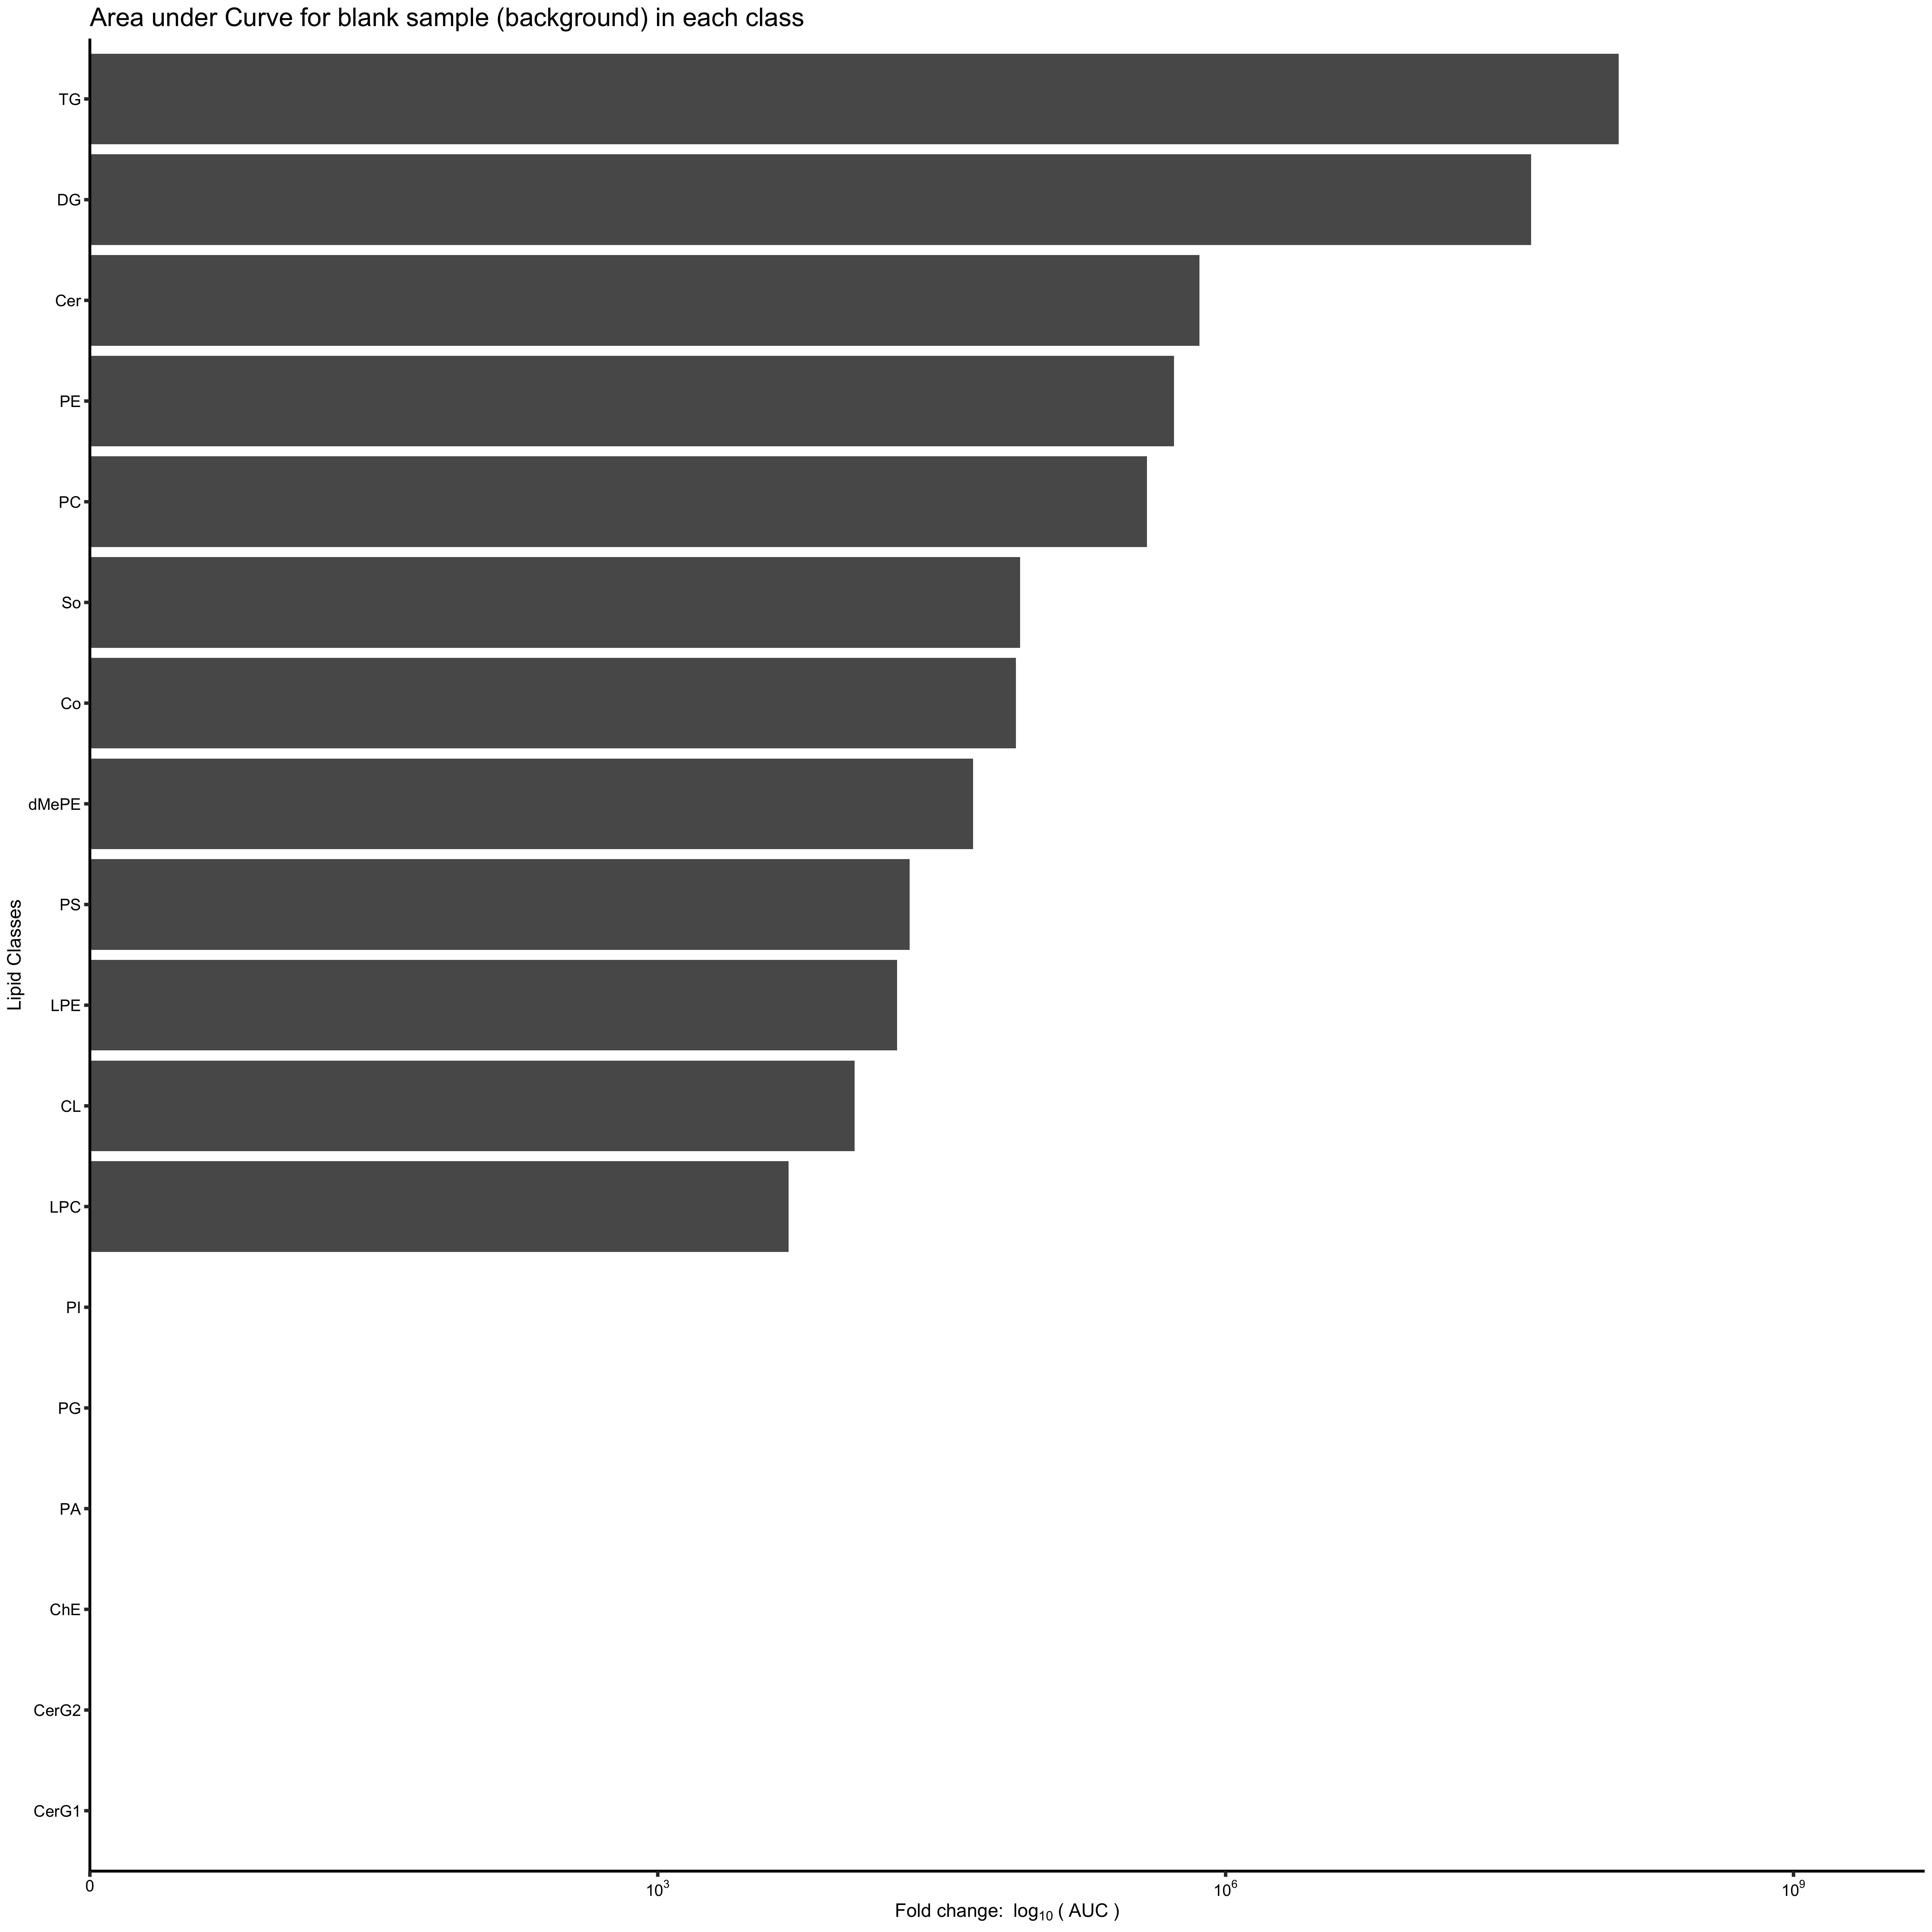 Area under Curve for blank sample (background) in each class
TG
DG
Cer
PE
PC
So
Co
dMePE
PS
LPE
CL
LPC
PI
PG
PA
ChE
CerG2
CerG1
Lipid Classes
0 10³ 10⁶ 10⁹
Fold change: log₁₀ ( AUC )